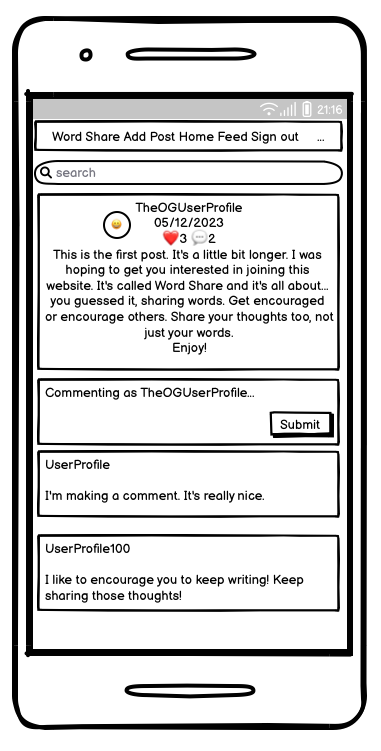 21:16
Word Share Add Post Home Feed Sign out ...
search
TheOGUserProfile
05/12/2023
❤️3 💬2
This is the first post. It's a little bit longer. I was
hoping to get you interested in joining this
website. It's called Word Share and it's all about...
you guessed it, sharing words. Get encouraged
or encourage others. Share your thoughts too, not
just your words.
Enjoy!
Commenting as TheOGUserProfile...
Submit
UserProfile
I'm making a comment. It's really nice.
UserProfile100
I like to encourage you to keep writing! Keep
sharing those thoughts!